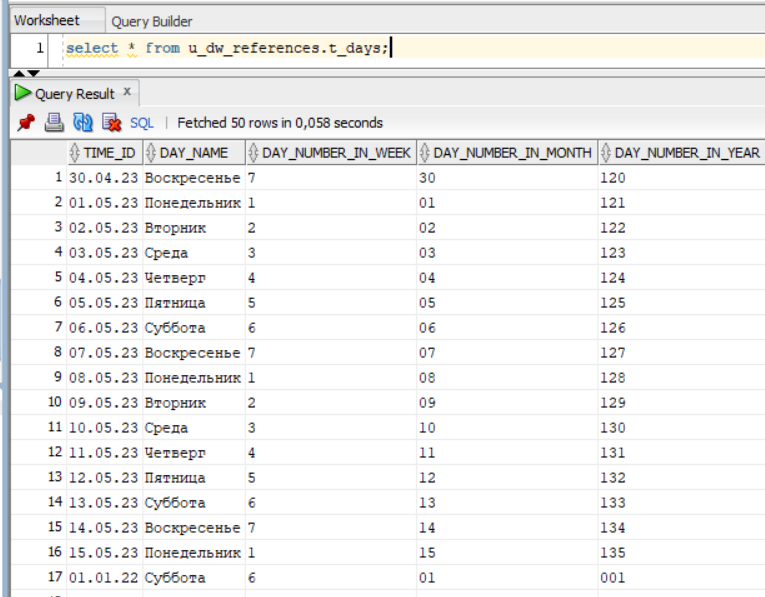 Worksheet Query Builder
1 select * from u_dw_references.t_days;
Query Result x
SQL | Fetched 50 rows in 0,058 seconds
TIME_ID DAY_NAME DAY_NUMBER_IN_WEEK DAY_NUMBER_IN_MONTH DAY_NUMBER_IN_YEAR
1 30.04.23 Воскресенье 7 30 120
2 01.05.23 Понедельник 1 01 121
3 02.05.23 Вторник 2 02 122
4 03.05.23 Среда 3 03 123
5 04.05.23 Четверг 4 04 124
6 05.05.23 Пятница 5 05 125
7 06.05.23 Суббота 6 06 126
8 07.05.23 Воскресенье 7 07 127
9 08.05.23 Понедельник 1 08 128
10 09.05.23 Вторник 2 09 129
11 10.05.23 Среда 3 10 130
12 11.05.23 Четверг 4 11 131
13 12.05.23 Пятница 5 12 132
14 13.05.23 Суббота 6 13 133
15 14.05.23 Воскресенье 7 14 134
16 15.05.23 Понедельник 1 15 135
17 01.01.22 Суббота 6 01 001